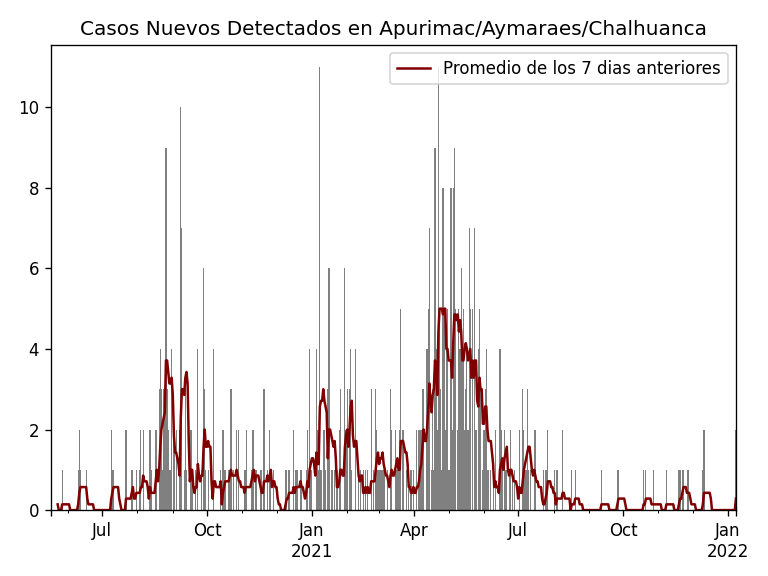 Casos Nuevos Detectados en Apurimac/Aymaraes/Chalhuanca
Promedio de los 7 dias anteriores
10
8
6
4
2
0
Jul Oct Jan Apr Jul Oct Jan
2021 2022